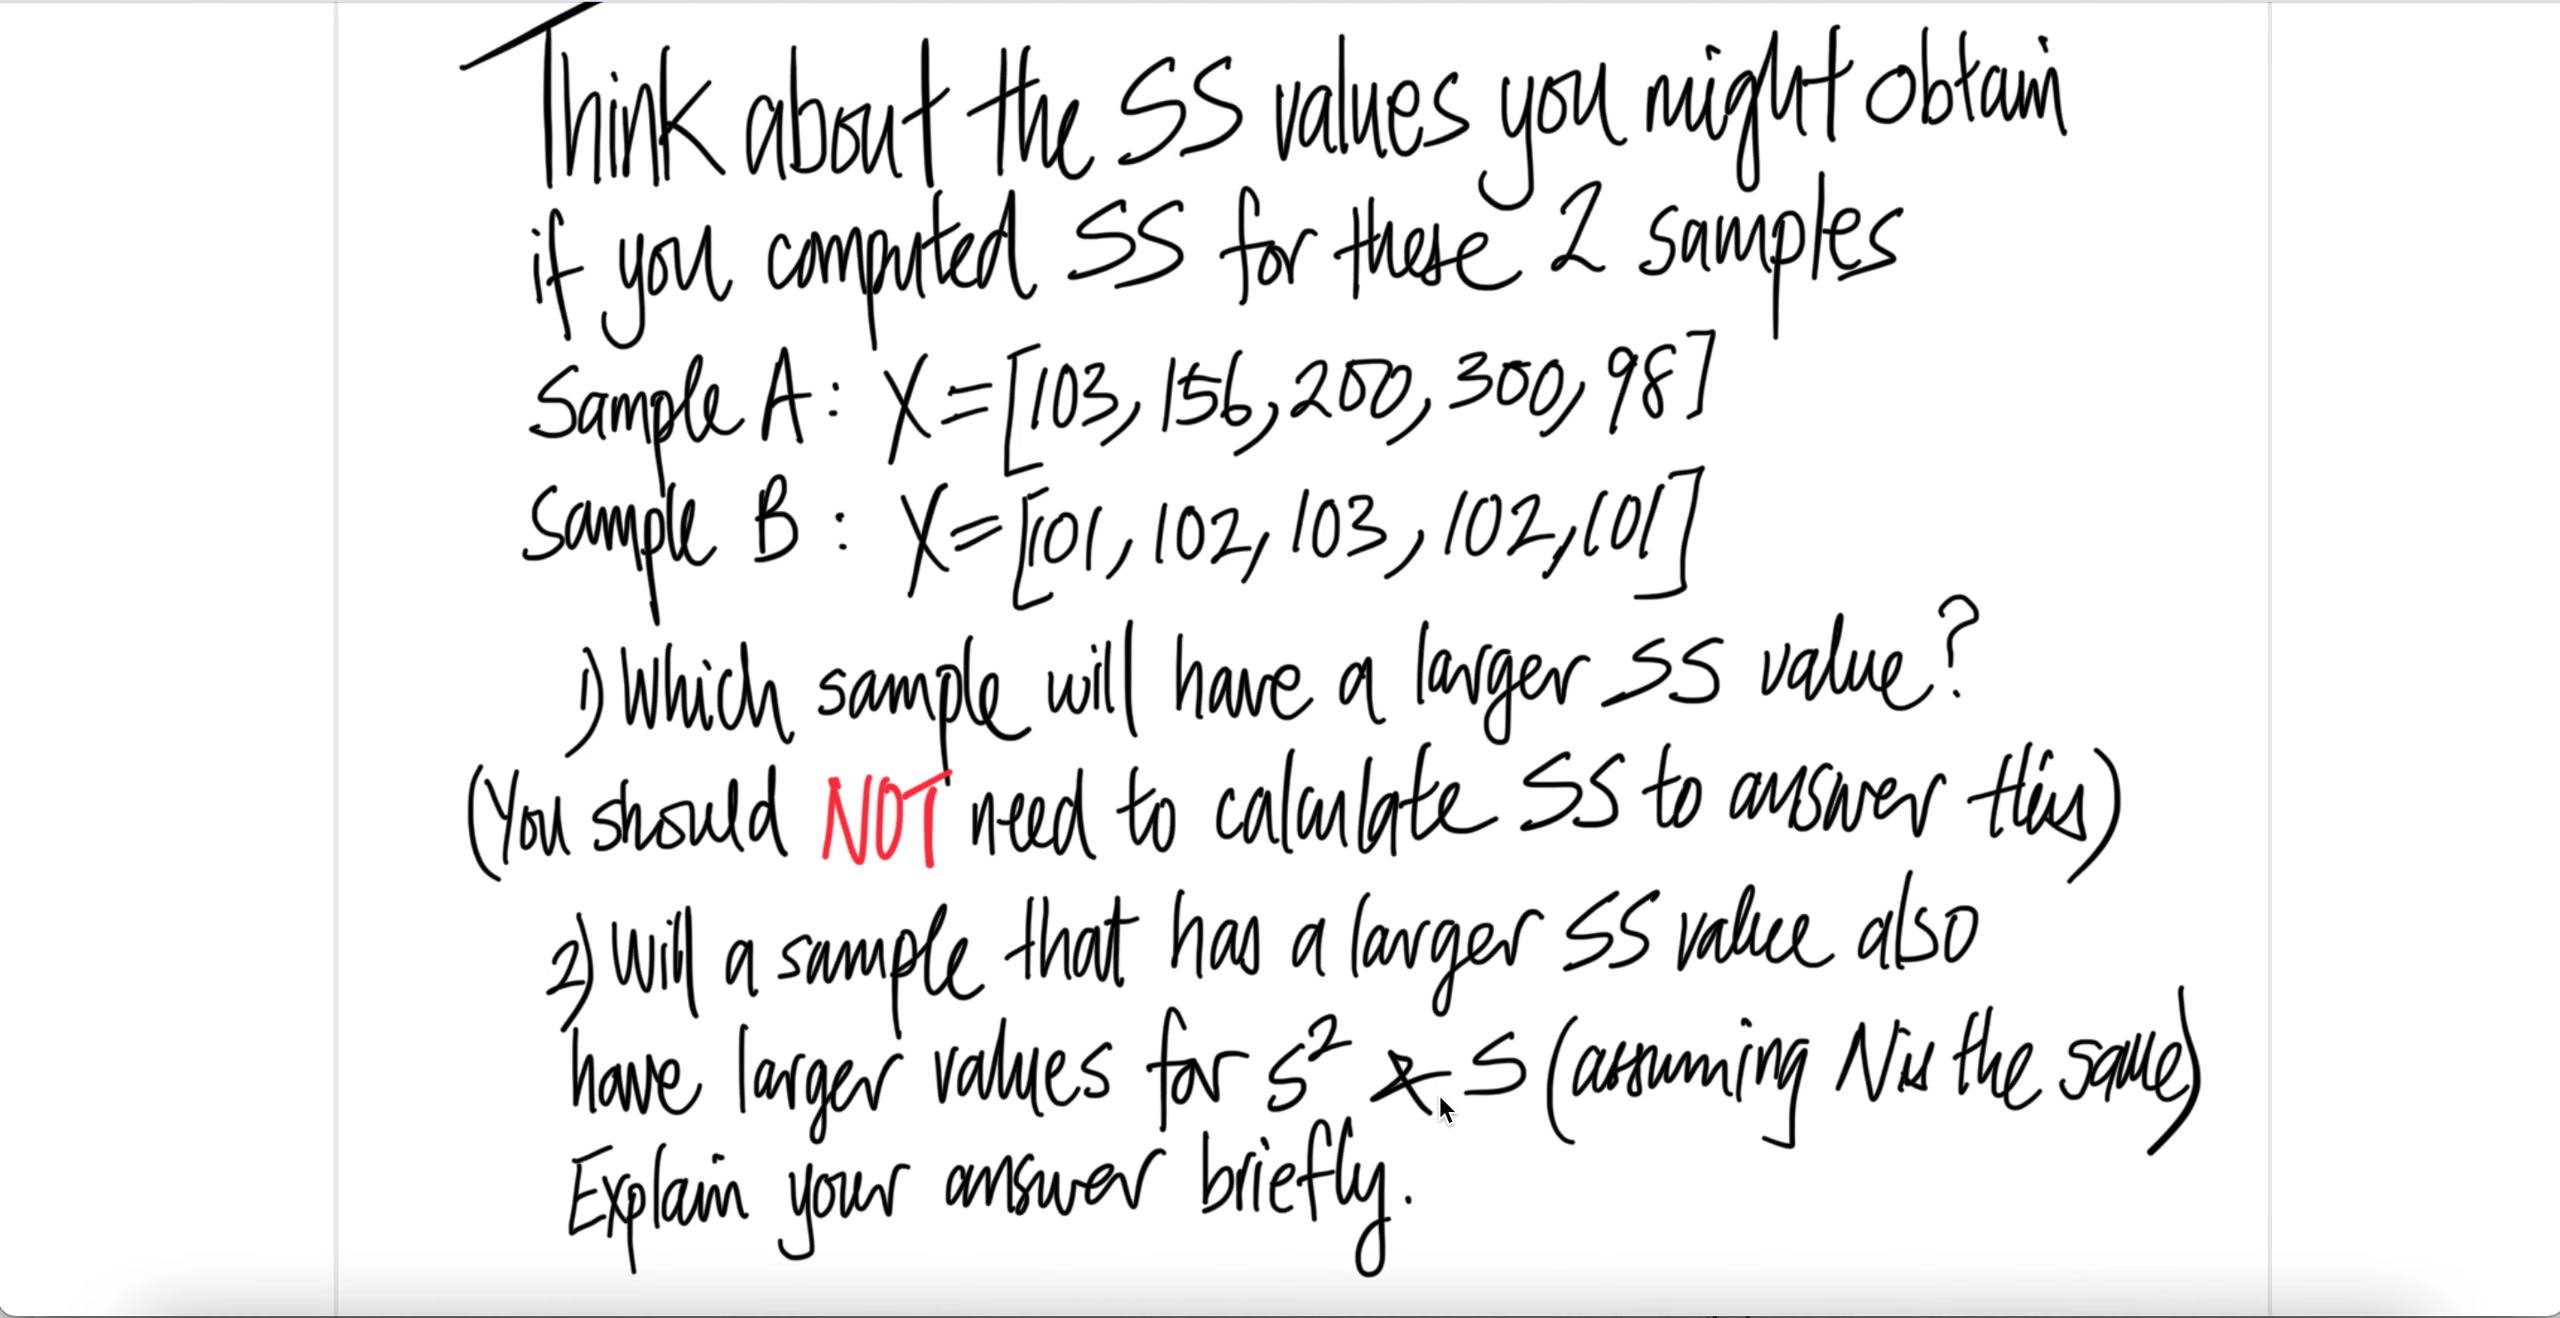 Think about the SS values you might obtain
if you computed SS for these 2 samples
Sample A: X=[103, 156, 200, 300, 98]
Sample B: X=[101, 102, 103, 102, 101]
1) Which sample will have a larger SS value?
(You should NOT need to calculate SS to answer this)
2) Will a sample that has a larger SS value also
have larger values for s² & s (assuming N is the same)
Explain your answer briefly.